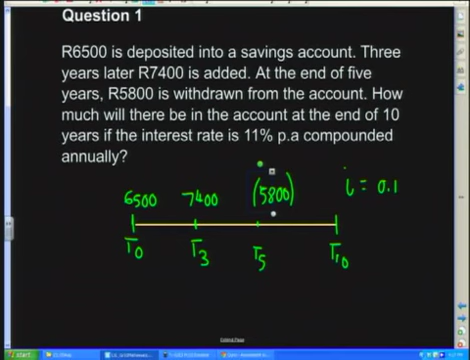 Question 1
R6500 is deposited into a savings account. Three
years later R7400 is added. At the end of five
years, R5800 is withdrawn from the account. How
much will there be in the account at the end of 10
years if the interest rate is 11% p.a compounded
annually?
6500 7400 (5800) i = 0.1
T0 T3 T5 T10
start